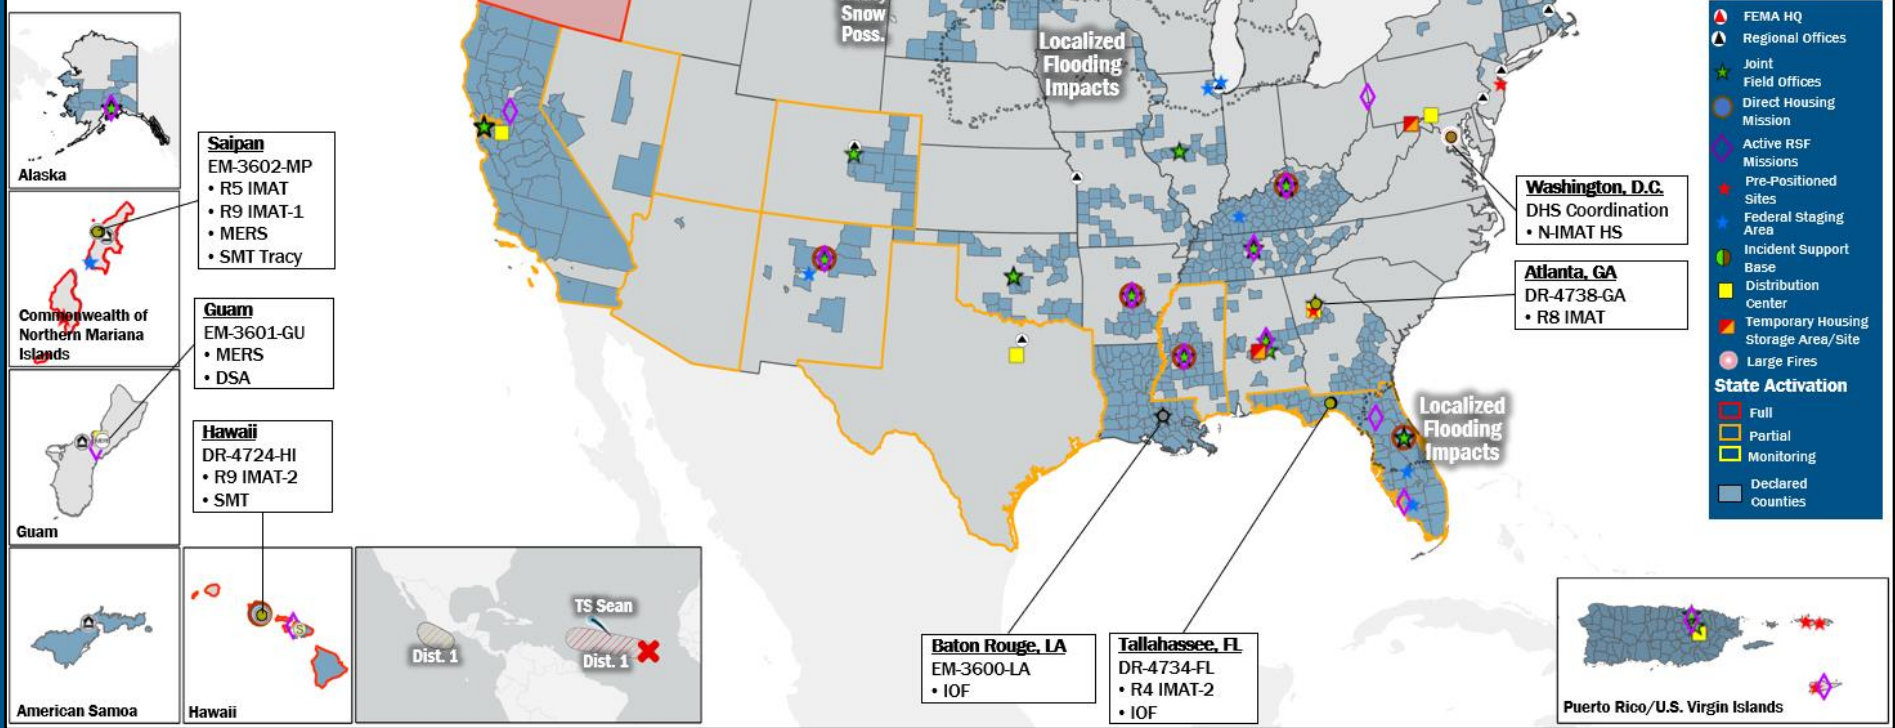 Snow
Poss.
Localized
Flooding
Impacts
Alaska
Saipan
EM-3602-MP
• R5 IMAT
• R9 IMAT-1
• MERS
• SMT Tracy
Commonwealth of
Northern Mariana
Islands
Guam
EM-3601-GU
• MERS
• DSA
Guam
Hawaii
DR-4724-HI
• R9 IMAT-2
• SMT
American Samoa
Hawaii
S
Dist. 1
TS Sean
Dist. 1
Washington, D.C.
DHS Coordination
• N-IMAT HS
Atlanta, GA
DR-4738-GA
• R8 IMAT
Localized
Flooding
Impacts
Baton Rouge, LA
EM-3600-LA
• IOF
Tallahassee, FL
DR-4734-FL
• R4 IMAT-2
• IOF
Puerto Rico/U.S. Virgin Islands
FEMA HQ
Regional Offices
Joint
Field Offices
Direct Housing
Mission
Active RSF
Missions
Pre-Positioned
Sites
Federal Staging
Area
Incident Support
Base
Distribution
Center
Temporary Housing
Storage Area/Site
Large Fires
State Activation
Full
Partial
Monitoring
Declared
Counties